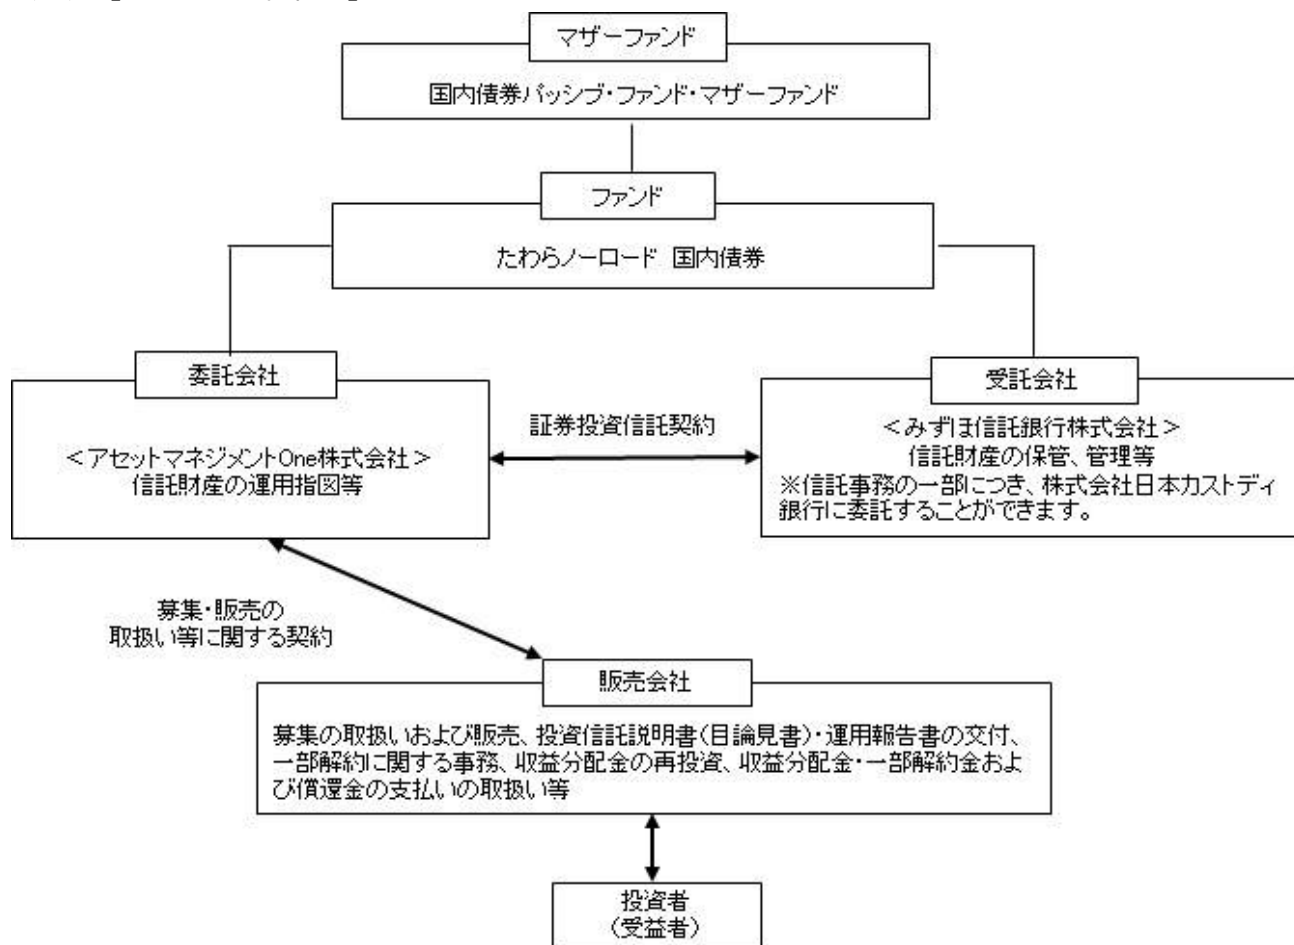 マザーファンド
国内債券パッシブ・ファンド・マザーファンド
ファンド
たわらノーロード 国内債券
委託会社
<アセットマネジメントOne株式会社>
信託財産の運用指図等
証券投資信託契約
受託会社
<みずほ信託銀行株式会社>
信託財産の保管、管理等
※信託事務の一部につき、株式会社日本カストディ
銀行に委託することができます。
募集・販売の
取扱い等に関する契約
販売会社
募集の取扱いおよび販売、投資信託説明書(目論見書)・運用報告書の交付、
一部解約に関する事務、収益分配金の再投資、収益分配金・一部解約金およ
び償還金の支払いの取扱い等
投資者
(受益者)